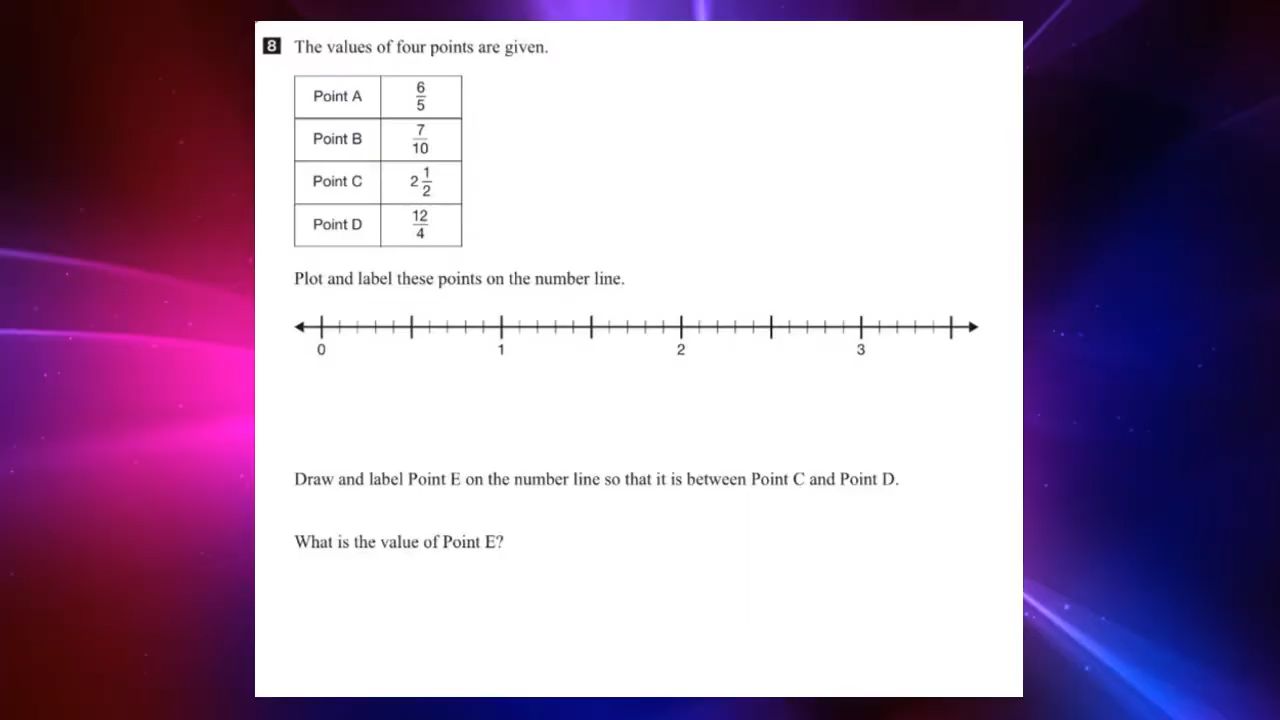 8 The values of four points are given.
Point A 6/5
Point B 7/10
Point C 2 1/2
Point D 12/4
Plot and label these points on the number line.
0 1 2 3
Draw and label Point E on the number line so that it is between Point C and Point D.
What is the value of Point E?